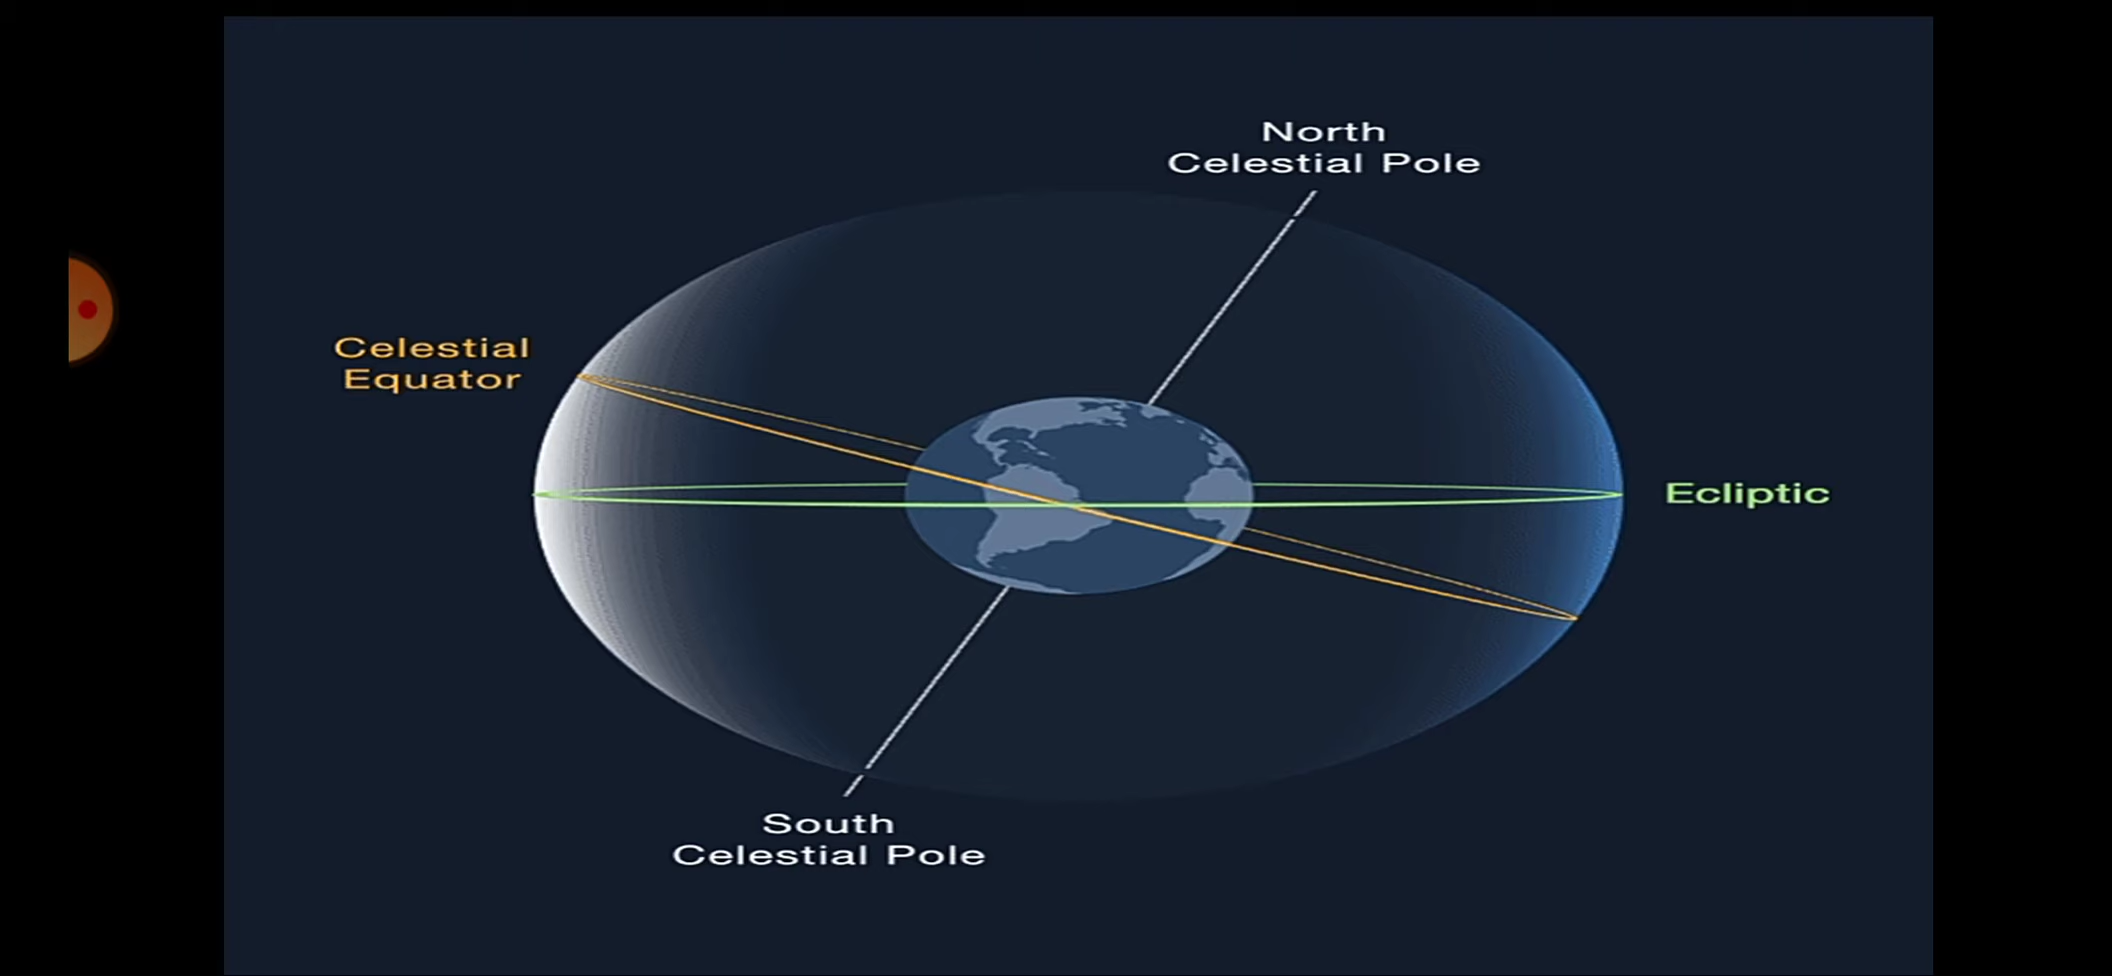 North
Celestial Pole
Celestial
Equator
Ecliptic
South
Celestial Pole